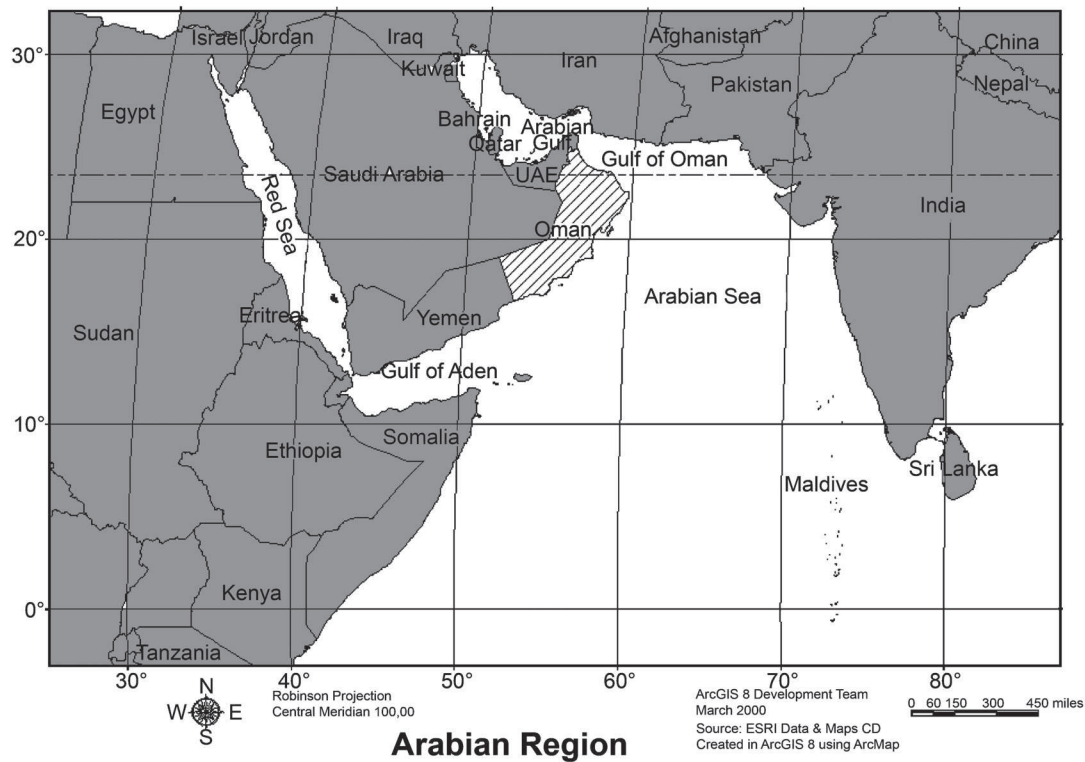 Israel Jordan
Iraq
Afghanistan
China
30°
Iran
Kuwait
Pakistan
Nepal
Egypt
Bahrain
Arabian
Qatar
Gulf
Gulf of Oman
Saudi Arabia
UAE
Red Sea
India
20°
Oman
Arabian Sea
Eritrea
Yemen
Sudan
Gulf of Aden
10°
Somalia
Ethiopia
Sri Lanka
Maldives
Kenya
0°
Tanzania
30°
40°
50°
60°
70°
80°
N
W
E
S
Robinson Projection
Central Meridian 100,00
ArcGIS 8 Development Team
March 2000
Source: ESRI Data & Maps CD
Created in ArcGIS 8 using ArcMap
0 60 150 300 450 miles
Arabian Region